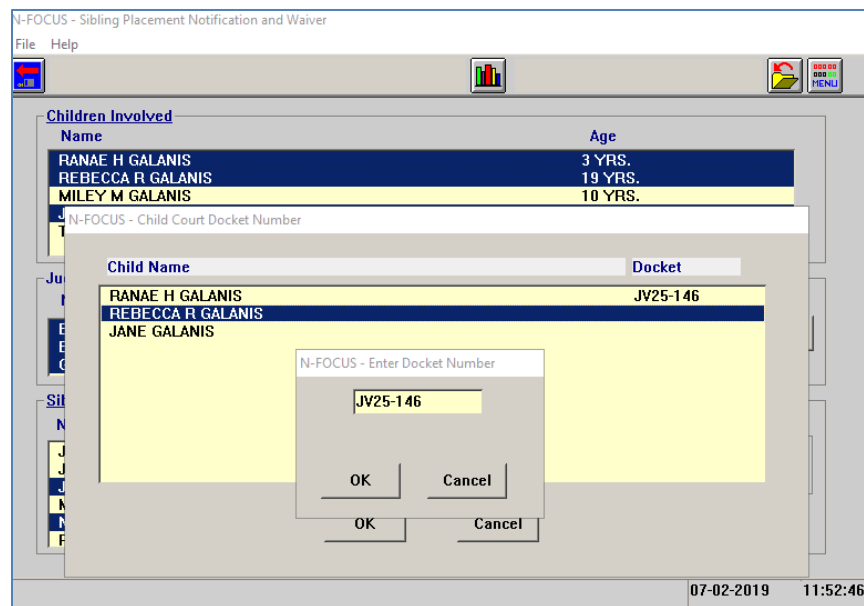 N-FOCUS - Sibling Placement Notification and Waiver
File Help
MENU
Children Involved
Name Age
RANAE H GALANIS 3 YRS.
REBECCA R GALANIS 19 YRS.
MILEY M GALANIS 10 YRS.
N-FOCUS - Child Court Docket Number
Child Name Docket
RANAE H GALANIS JV25-146
REBECCA R GALANIS
JANE GALANIS
N-FOCUS - Enter Docket Number
JV25-146
OK Cancel
OK Cancel
07-02-2019 11:52:46